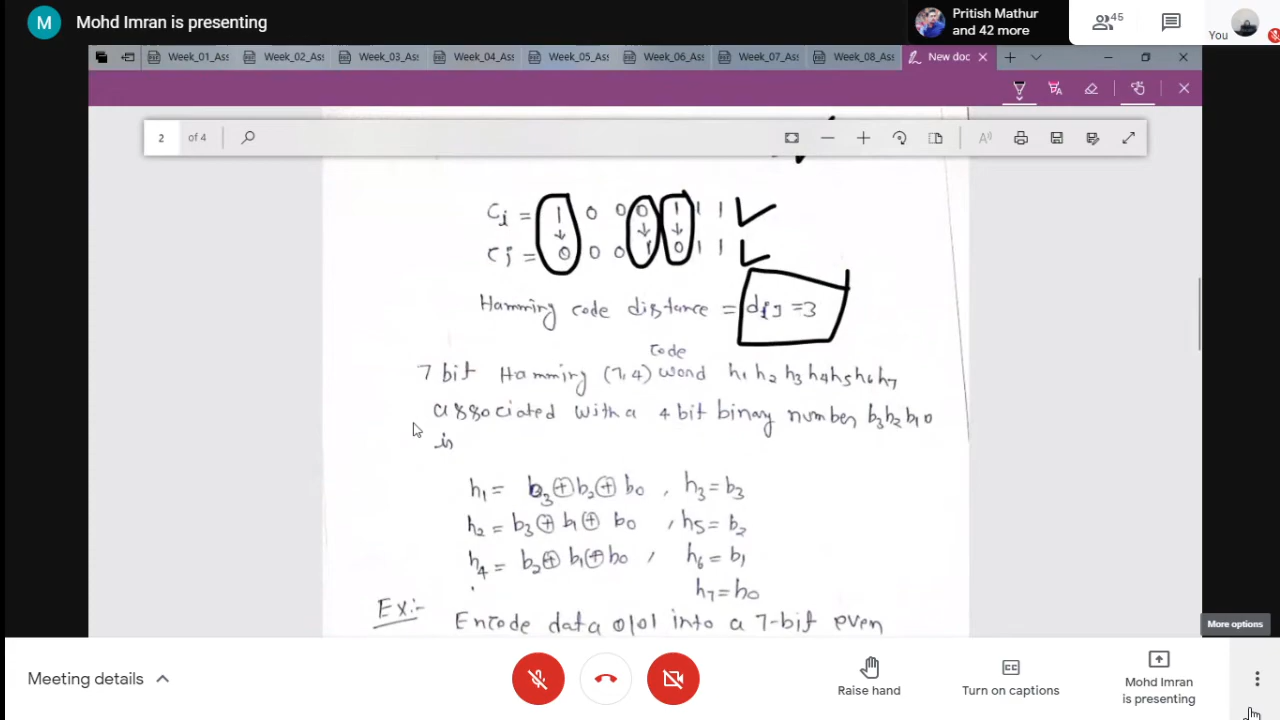 M Mohd Imran is presenting
Pritish Mathur
and 42 more
45
You
Week_01_Ass
Week_02_Ass
Week_03_Ass
Week_04_Ass
Week_05_Ass
Week_06_Ass
Week_07_Ass
Week_08_Ass
New doc
2 of 4
Ci = 1 0 0 0 1 1 1
Cj = 0 0 0 1 0 1 1
Hamming code distance = dij = 3
code
7 bit Hamming (7,4) word h1 h2 h3 h4 h5 h6 h7
associated with a 4 bit binary number b3 b2 b1 0
is
h1 = b3 ⊕ b2 ⊕ b0 , h3 = b3
h2 = b3 ⊕ b1 ⊕ b0 , h5 = b2
h4 = b2 ⊕ b1 ⊕ b0 , h6 = b1
h7 = b0
Ex:- Encode data 0101 into a 7-bit even
More options
Meeting details
Raise hand
Turn on captions
Mohd Imran
is presenting